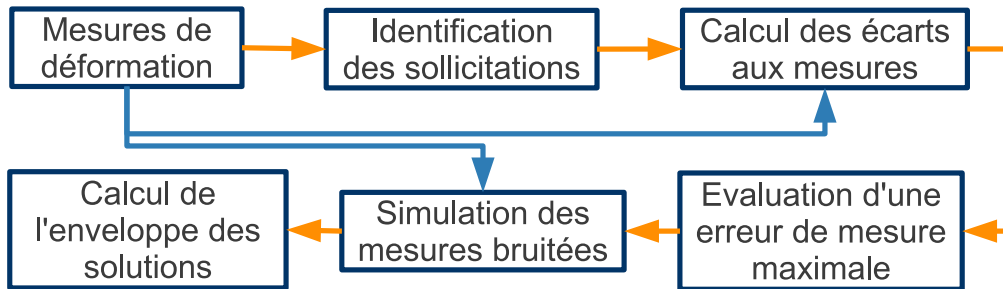 Mesures de
déformation
Identification
des sollicitations
Calcul des écarts
aux mesures
Evaluation d'une
erreur de mesure
maximale
Simulation des
mesures bruitées
Calcul de
l'enveloppe des
solutions